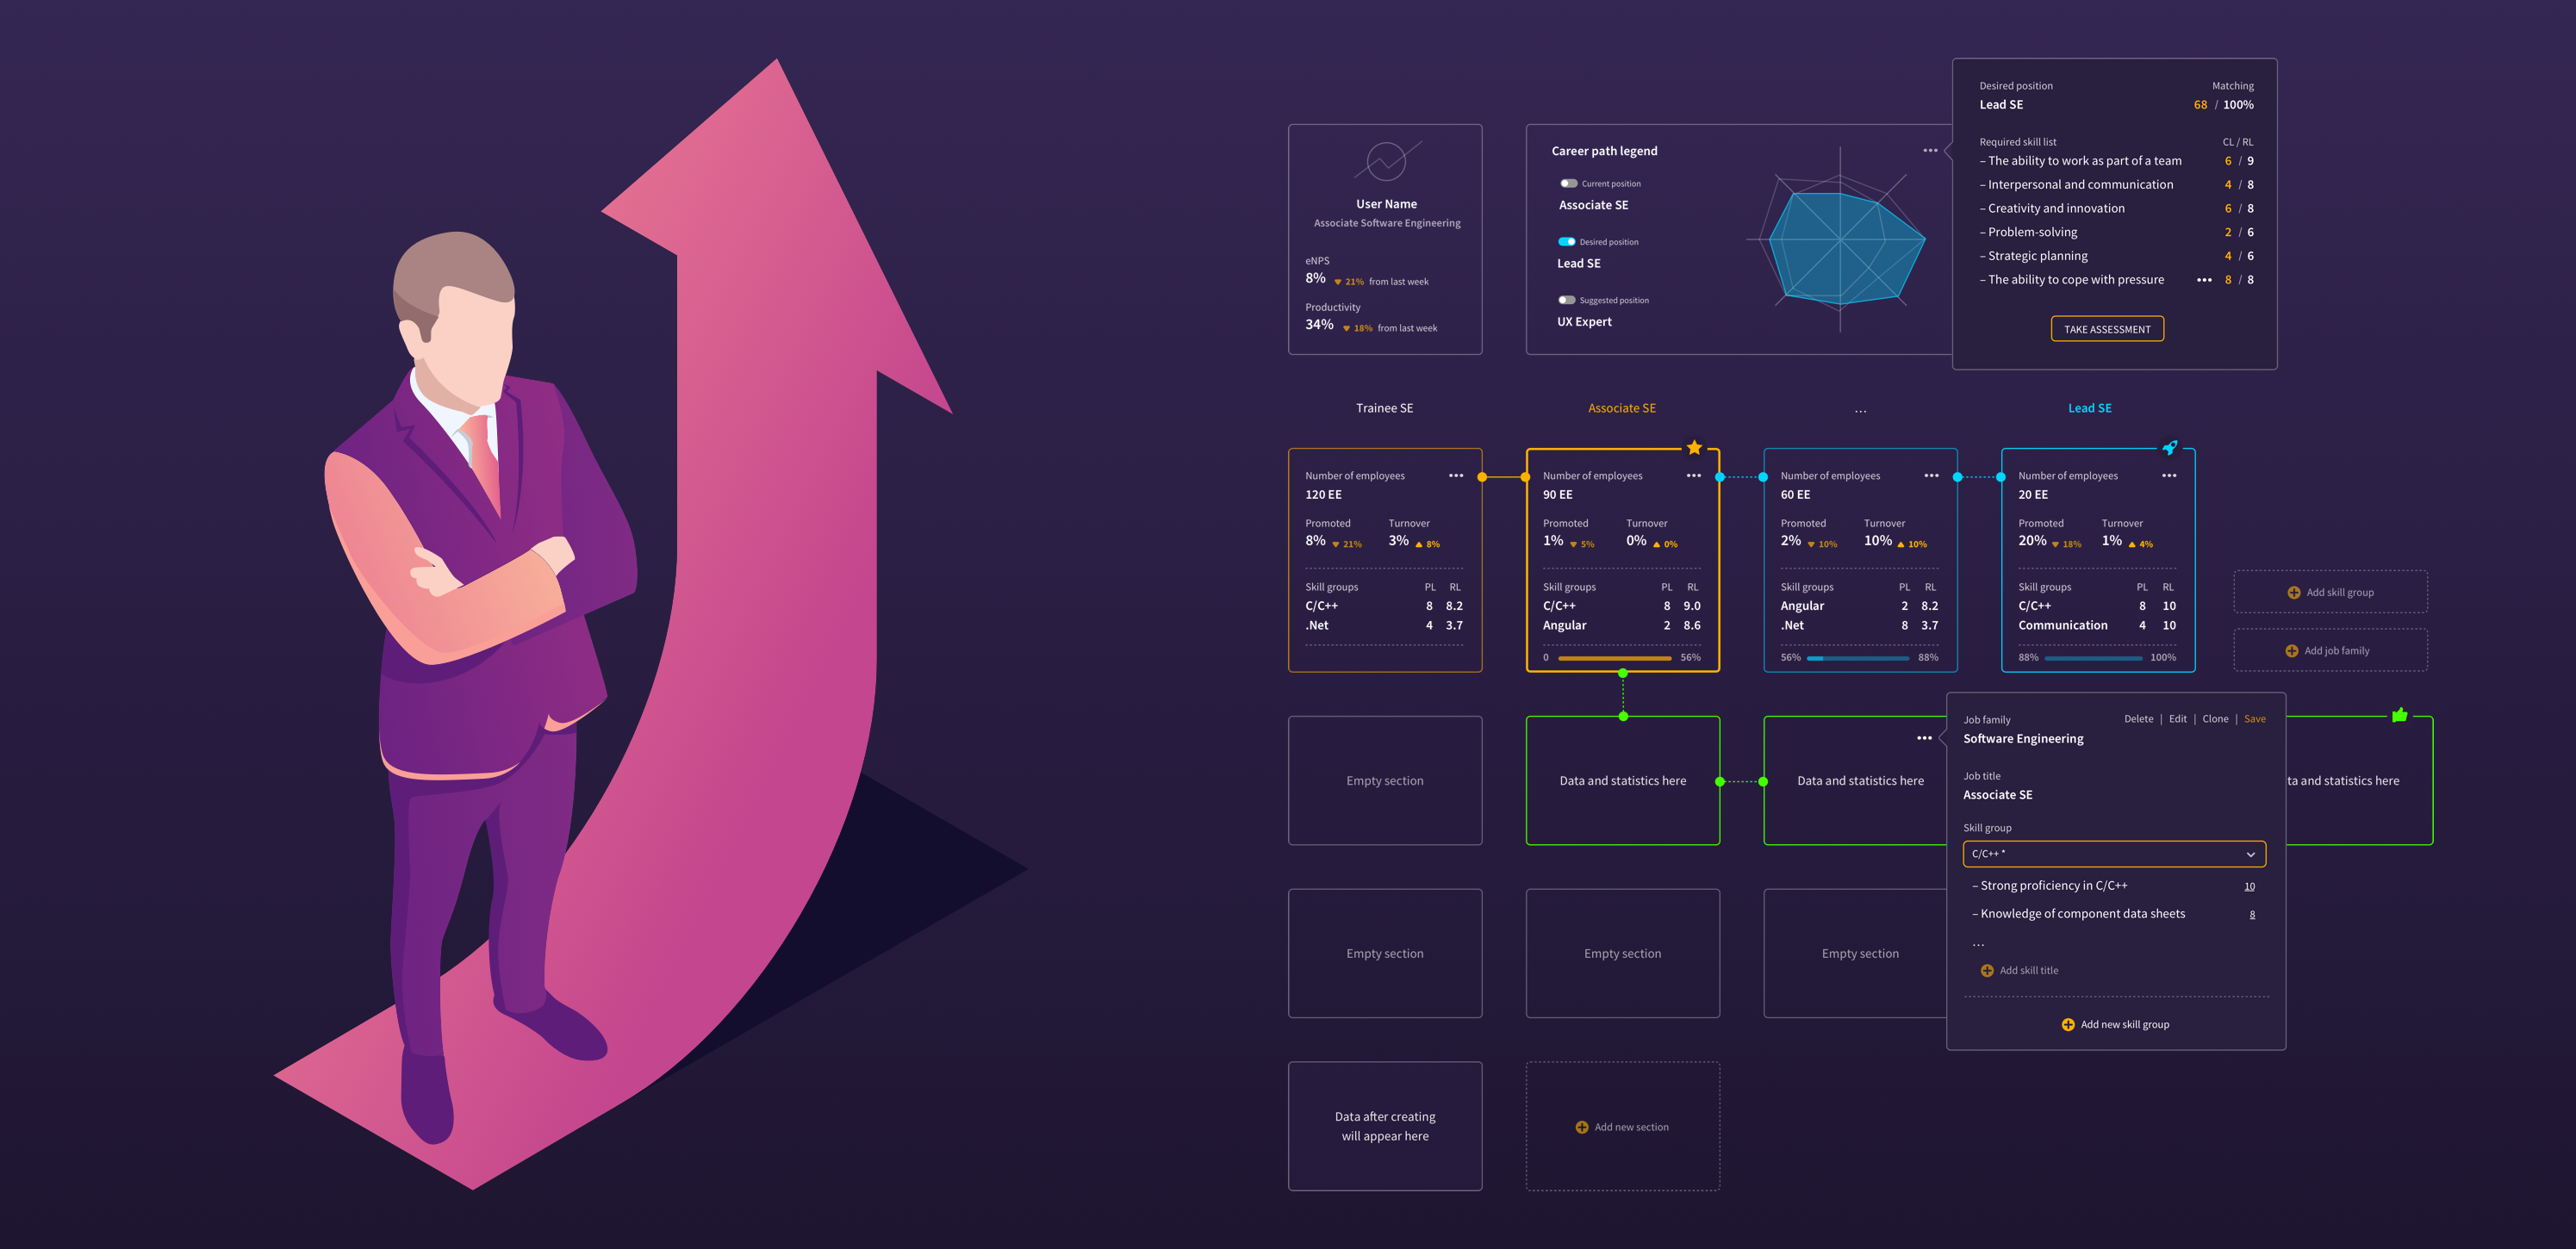 User Name
Associate Software Engineering
eNPS
8% 21% from last week
Productivity
34% 18% from last week
Career path legend
Current position
Associate SE
Desired position
Lead SE
Suggested position
UX Expert
Desired position Matching
Lead SE 68 / 100%
Required skill list CL / RL
– The ability to work as part of a team 6 / 9
– Interpersonal and communication 4 / 8
– Creativity and innovation 6 / 8
– Problem-solving 2 / 6
– Strategic planning 4 / 6
– The ability to cope with pressure ••• 8 / 8
TAKE ASSESSMENT
Trainee SE
Number of employees
120 EE
Promoted Turnover
8% 21% 3% 8%
Skill groups PL RL
C/C++ 8 8.2
.Net 4 3.7
Associate SE
Number of employees
90 EE
Promoted Turnover
1% 5% 0% 0%
Skill groups PL RL
C/C++ 8 9.0
Angular 2 8.6
0 56%
...
Number of employees
60 EE
Promoted Turnover
2% 10% 10% 10%
Skill groups PL RL
Angular 2 8.2
.Net 8 3.7
56% 88%
Lead SE
Number of employees
20 EE
Promoted Turnover
20% 18% 1% 4%
Skill groups PL RL
C/C++ 8 10
Communication 4 10
88% 100%
Add skill group
Add job family
Empty section
Data and statistics here
Data and statistics here
ta and statistics here
Job family Delete | Edit | Clone | Save
Software Engineering
Job title
Associate SE
Skill group
C/C++ *
– Strong proficiency in C/C++ 10
– Knowledge of component data sheets 8
...
Add skill title
Add new skill group
Empty section
Empty section
Empty section
Data after creating
will appear here
Add new section